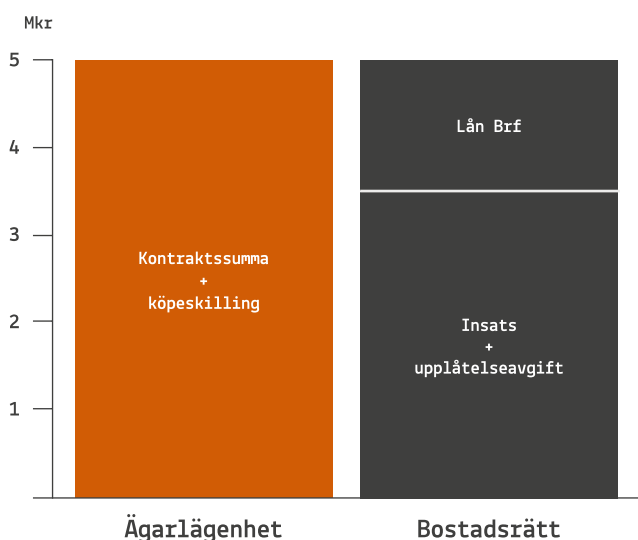 Mkr
5
4
3
2
1
Kontraktssumma
+
köpeskilling
Lån Brf
Insats
+
upplåtelseavgift
Ägarlägenhet
Bostadsrätt